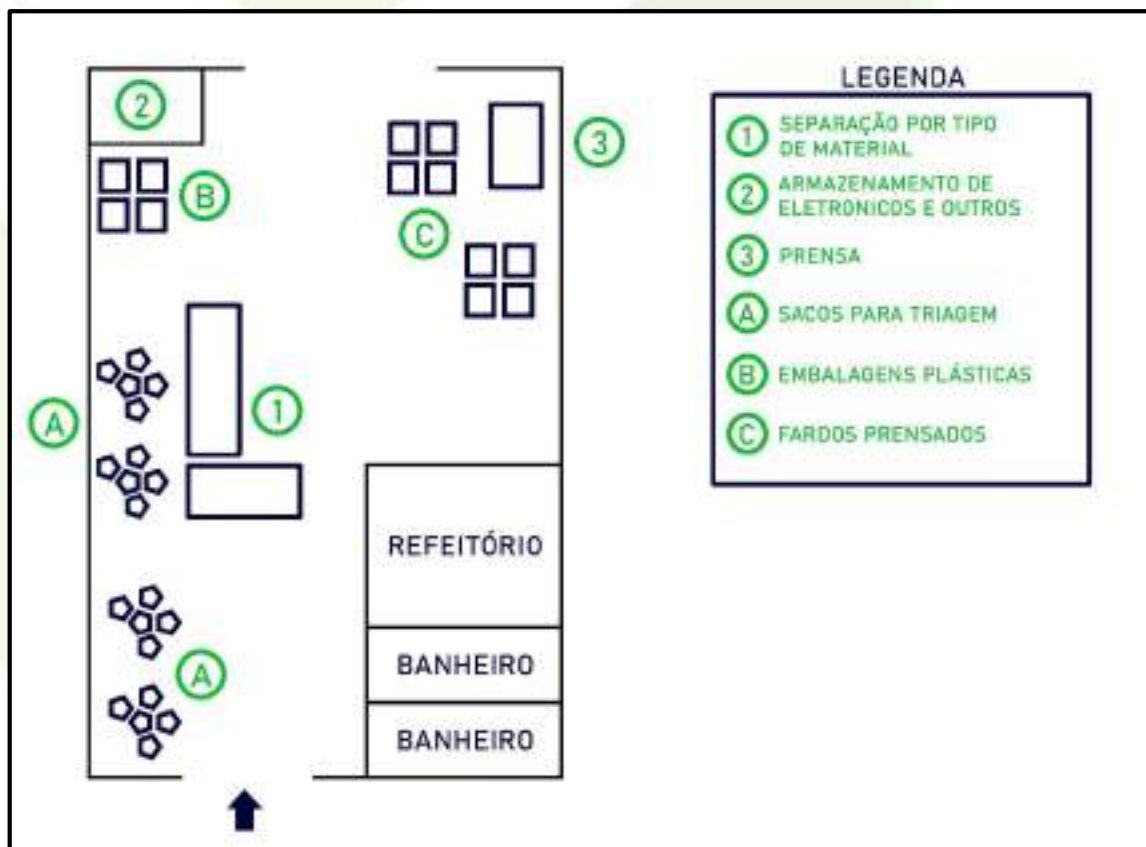 2
B
3
C
A
1
A
REFEITÓRIO
BANHEIRO
BANHEIRO
LEGENDA
1 SEPARAÇÃO POR TIPO
DE MATERIAL
2 ARMAZENAMENTO DE
ELETRONICOS E OUTROS
3 PRENSA
A SACOS PARA TRIAGEM
B EMBALAGENS PLÁSTICAS
C FARDOS PRENSADOS